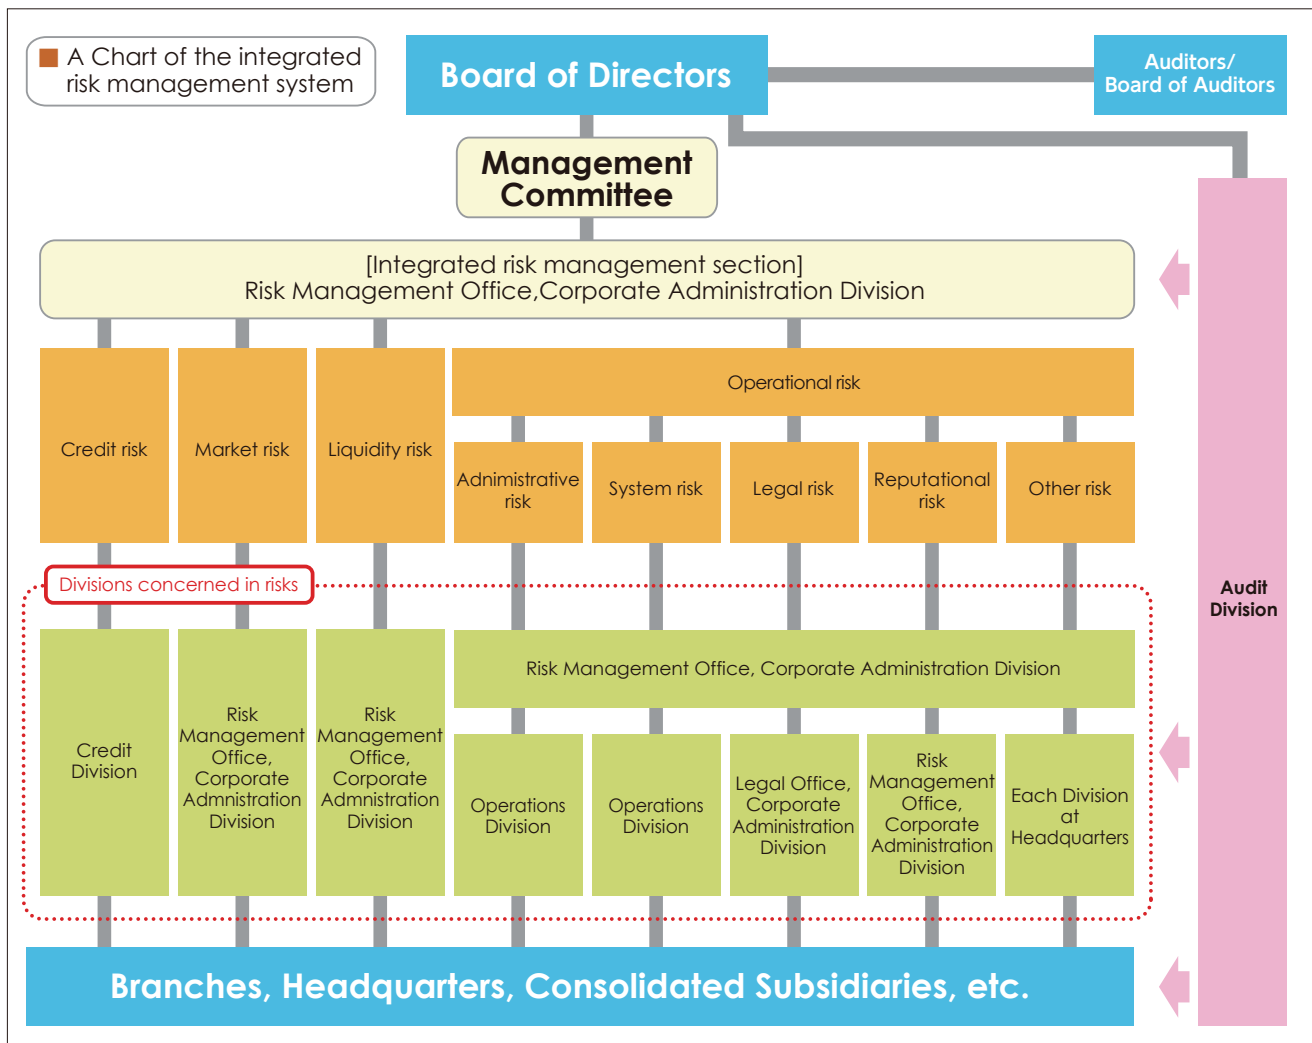 A Chart of the integrated
risk management system
Board of Directors
Auditors/
Board of Auditors
Management
Committee
[Integrated risk management section]
Risk Management Office,Corporate Administration Division
Credit risk
Market risk
Liquidity risk
Operational risk
Adnimistrative
risk
System risk
Legal risk
Reputational
risk
Other risk
Divisions concerned in risks
Audit
Division
Credit
Division
Risk
Management
Office,
Corporate
Admnistration
Division
Risk
Management
Office,
Corporate
Admnistration
Division
Risk Management Office, Corporate Administration Division
Operations
Division
Operations
Division
Legal Office,
Corporate
Administration
Division
Risk
Management
Office,
Corporate
Administration
Division
Each Division
at
Headquarters
Branches, Headquarters, Consolidated Subsidiaries, etc.